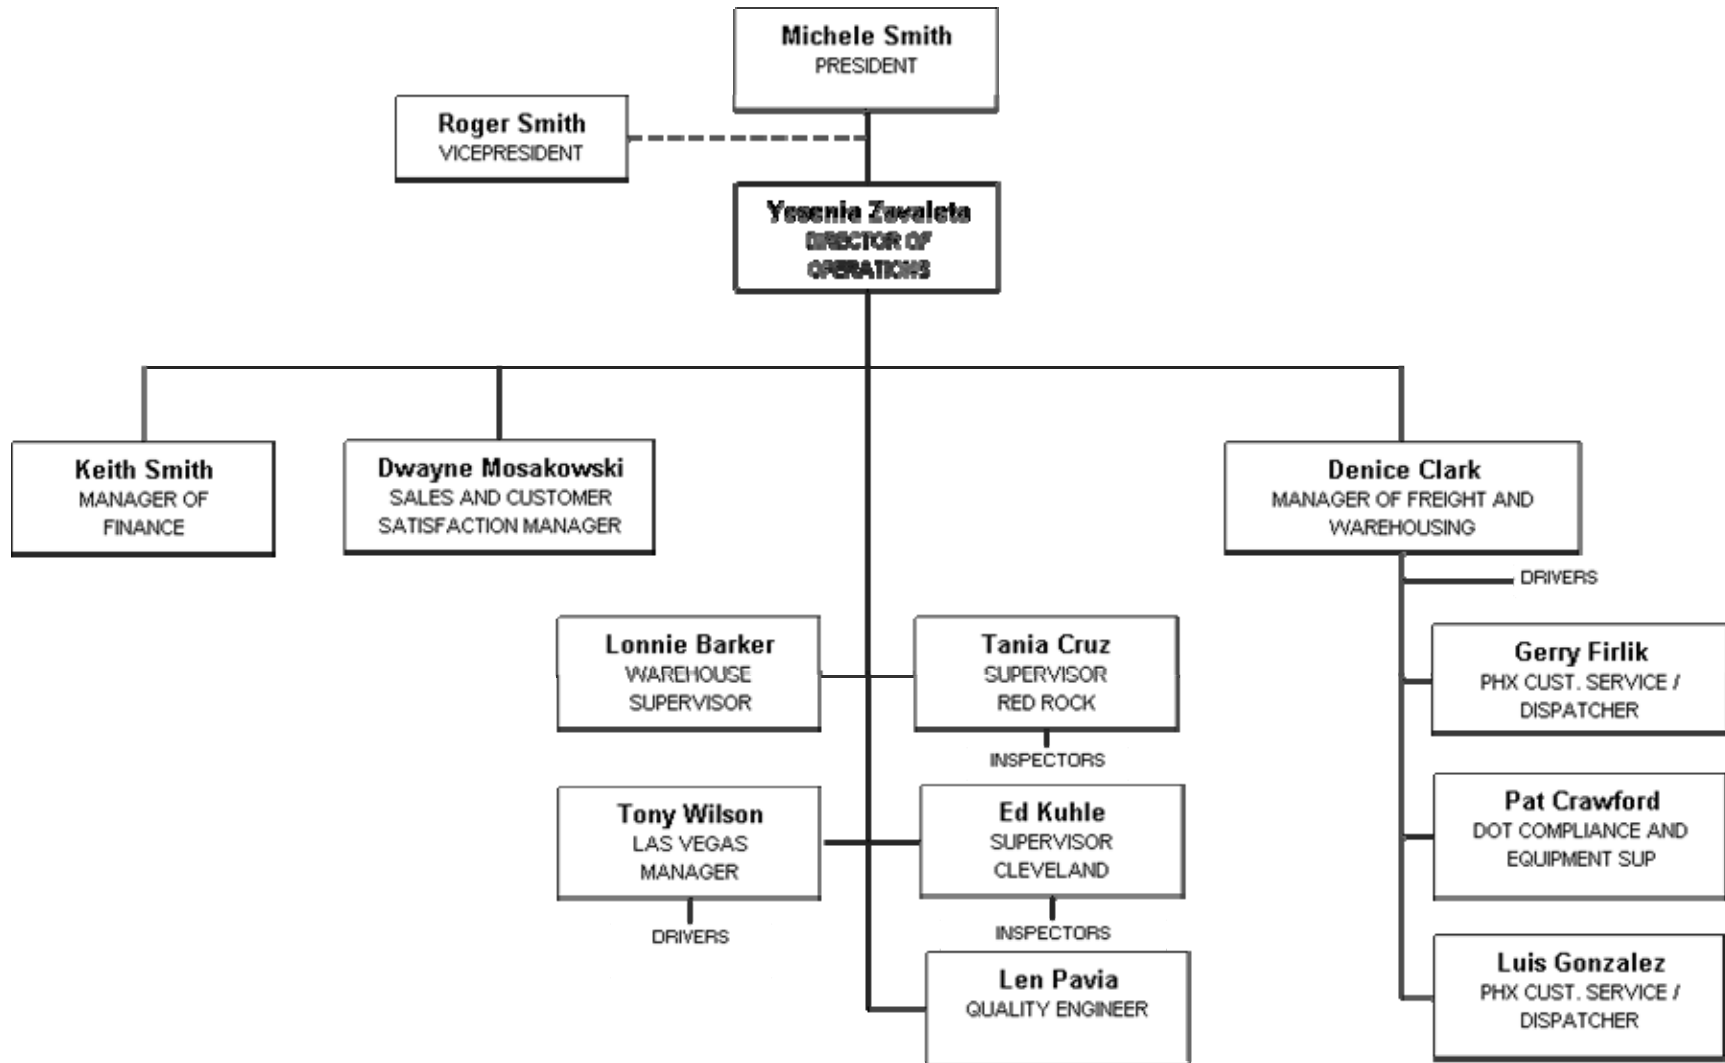 Michele Smith
PRESIDENT
Roger Smith
VICEPRESIDENT
Yesenia Zavaleta
DIRECTOR OF
OPERATIONS
Keith Smith
MANAGER OF
FINANCE
Dwayne Mosakowski
SALES AND CUSTOMER
SATISFACTION MANAGER
Denice Clark
MANAGER OF FREIGHT AND
WAREHOUSING
DRIVERS
Lonnie Barker
WAREHOUSE
SUPERVISOR
Tania Cruz
SUPERVISOR
RED ROCK
INSPECTORS
Tony Wilson
LAS VEGAS
MANAGER
DRIVERS
Ed Kuhle
SUPERVISOR
CLEVELAND
INSPECTORS
Len Pavia
QUALITY ENGINEER
Gerry Firlik
PHX CUST. SERVICE /
DISPATCHER
Pat Crawford
DOT COMPLIANCE AND
EQUIPMENT SUP
Luis Gonzalez
PHX CUST. SERVICE /
DISPATCHER